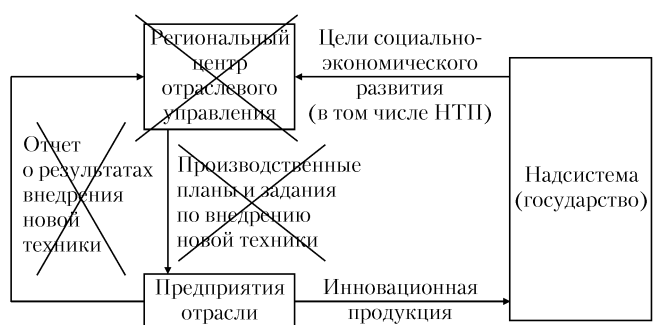 Региональный
центр
отраслевого
управления
Цели социально-
экономического
развития
(в том числе НТП)
Отчет
о результатах
внедрения
новой
техники
Производственные
планы и задания
по внедрению
новой техники
Надсистема
(государство)
Предприятия
отрасли
Инновационная
продукция